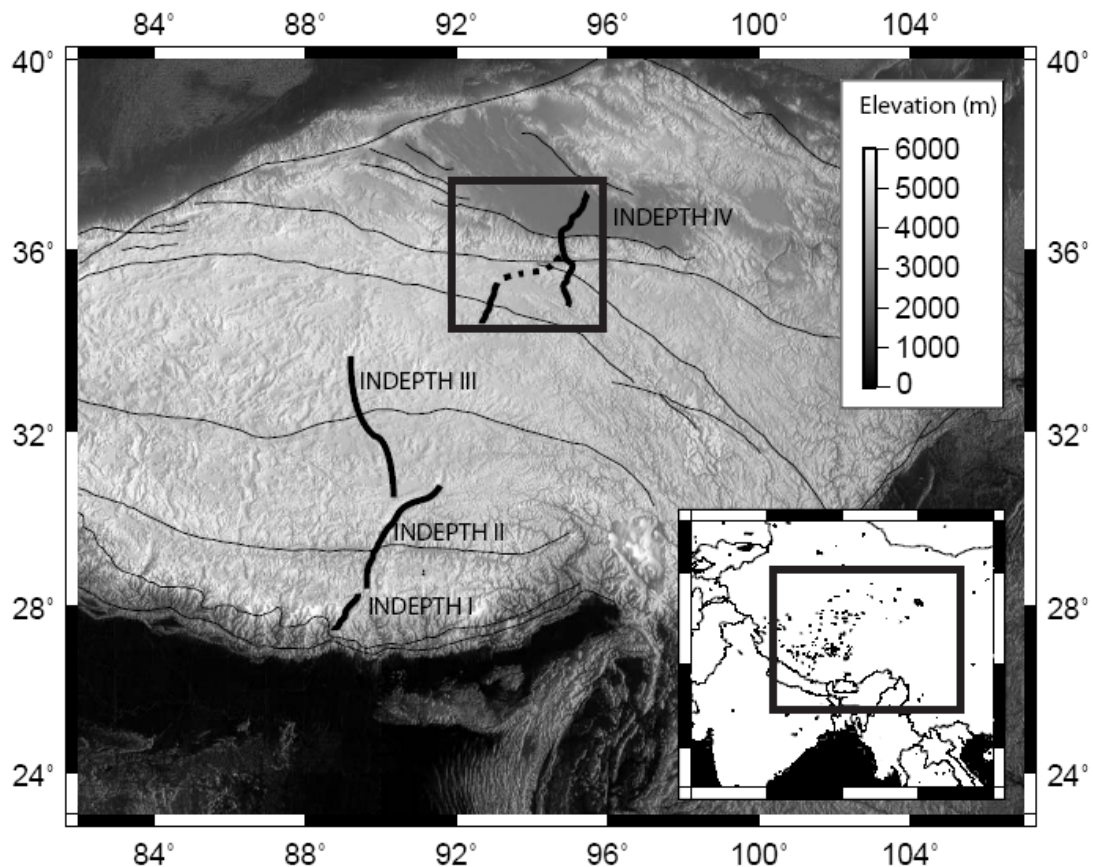 84° 88° 92° 96° 100° 104°
40° 40°
Elevation (m)
6000
5000
4000
3000
2000
1000
0
INDEPTH IV
36° 36°
INDEPTH III
32° 32°
INDEPTH II
INDEPTH I
28° 28°
24° 24°
84° 88° 92° 96° 100° 104°